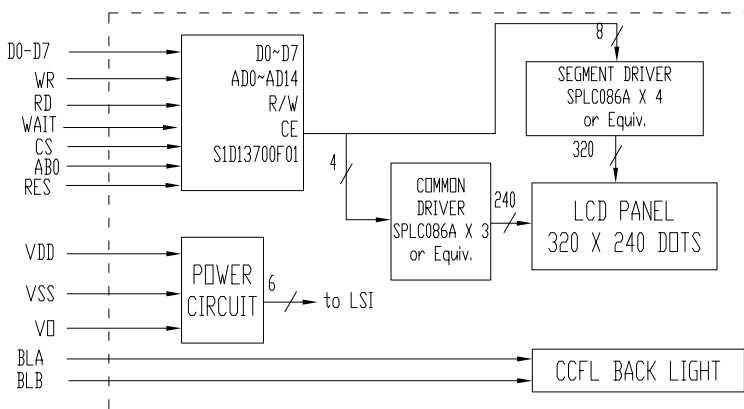 D0-D7
WR
RD
WAIT
CS
AB0
RES
D0~D7
AD0~AD14
R/W
CE
S1D13700F01
8
SEGMENT DRIVER
SPLC086A X 4
or Equiv.
320
4
COMMON
DRIVER
SPLC086A X 3
or Equiv.
240
LCD PANEL
320 X 240 DOTS
VDD
VSS
VO
POWER
CIRCUIT
6
to LSI
BLA
BLB
CCFL BACK LIGHT